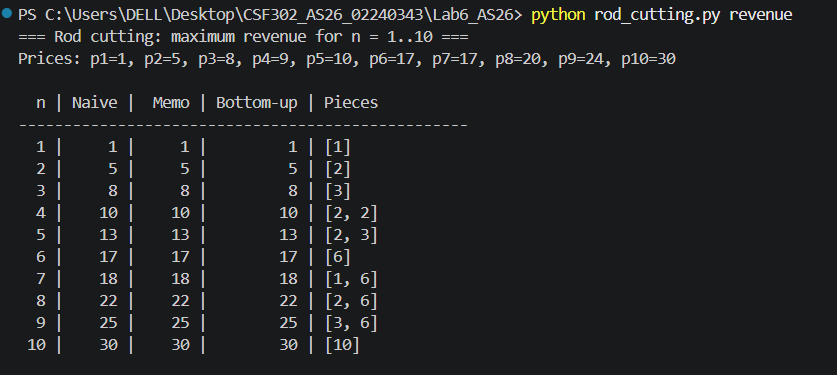 PS C:\Users\DELL\Desktop\CSF302_AS26_02240343\Lab6_AS26> python rod_cutting.py revenue
=== Rod cutting: maximum revenue for n = 1..10 ===
Prices: p1=1, p2=5, p3=8, p4=9, p5=10, p6=17, p7=17, p8=20, p9=24, p10=30
  n | Naive |  Memo | Bottom-up | Pieces
--------------------------------------------------
  1 |     1 |     1 |         1 | [1]
  2 |     5 |     5 |         5 | [2]
  3 |     8 |     8 |         8 | [3]
  4 |    10 |    10 |        10 | [2, 2]
  5 |    13 |    13 |        13 | [2, 3]
  6 |    17 |    17 |        17 | [6]
  7 |    18 |    18 |        18 | [1, 6]
  8 |    22 |    22 |        22 | [2, 6]
  9 |    25 |    25 |        25 | [3, 6]
 10 |    30 |    30 |        30 | [10]